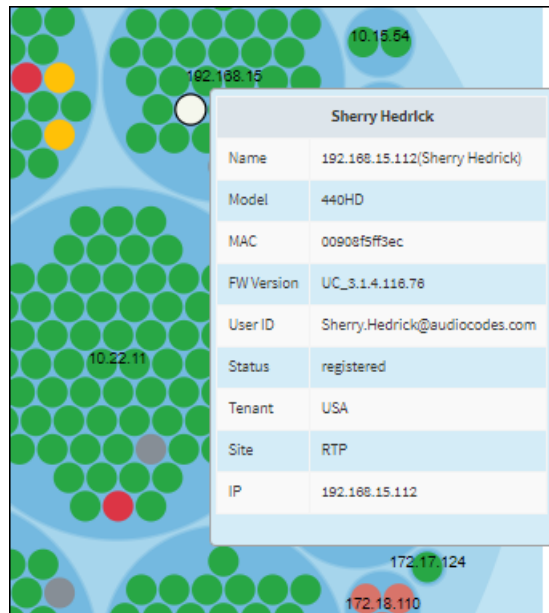 10.15.54
192.168.15
Sherry Hedrick
Name 192.168.15.112(Sherry Hedrick)
Model 440HD
MAC 00908f5ff3ec
FW Version UC_3.1.4.116.76
User ID Sherry.Hedrick@audiocodes.com
10.22.11
Status registered
Tenant USA
Site RTP
IP 192.168.15.112
172.17.124
172.18.110